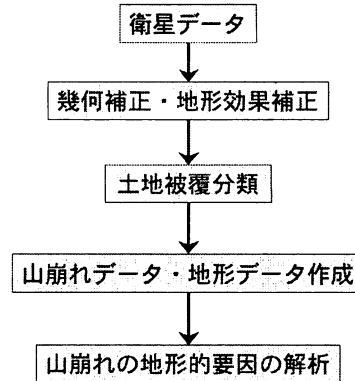 衛星データ
幾何補正・地形効果補正
土地被覆分類
山崩れデータ・地形データ作成
山崩れの地形的要因の解析